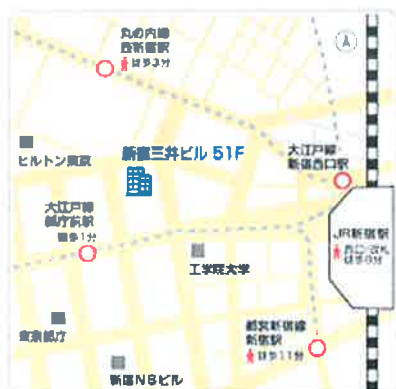 丸の内線
西新宿駅
徒歩3分
ヒルトン東京
新宿三井ビル 51F
大江戸線
新宿西口駅
大江戸線
都庁前駅
徒歩1分
JR新宿駅
西口改札
徒歩8分
工学院大学
東京都庁
都営新宿線
新宿駅
徒歩11分
新宿NSビル